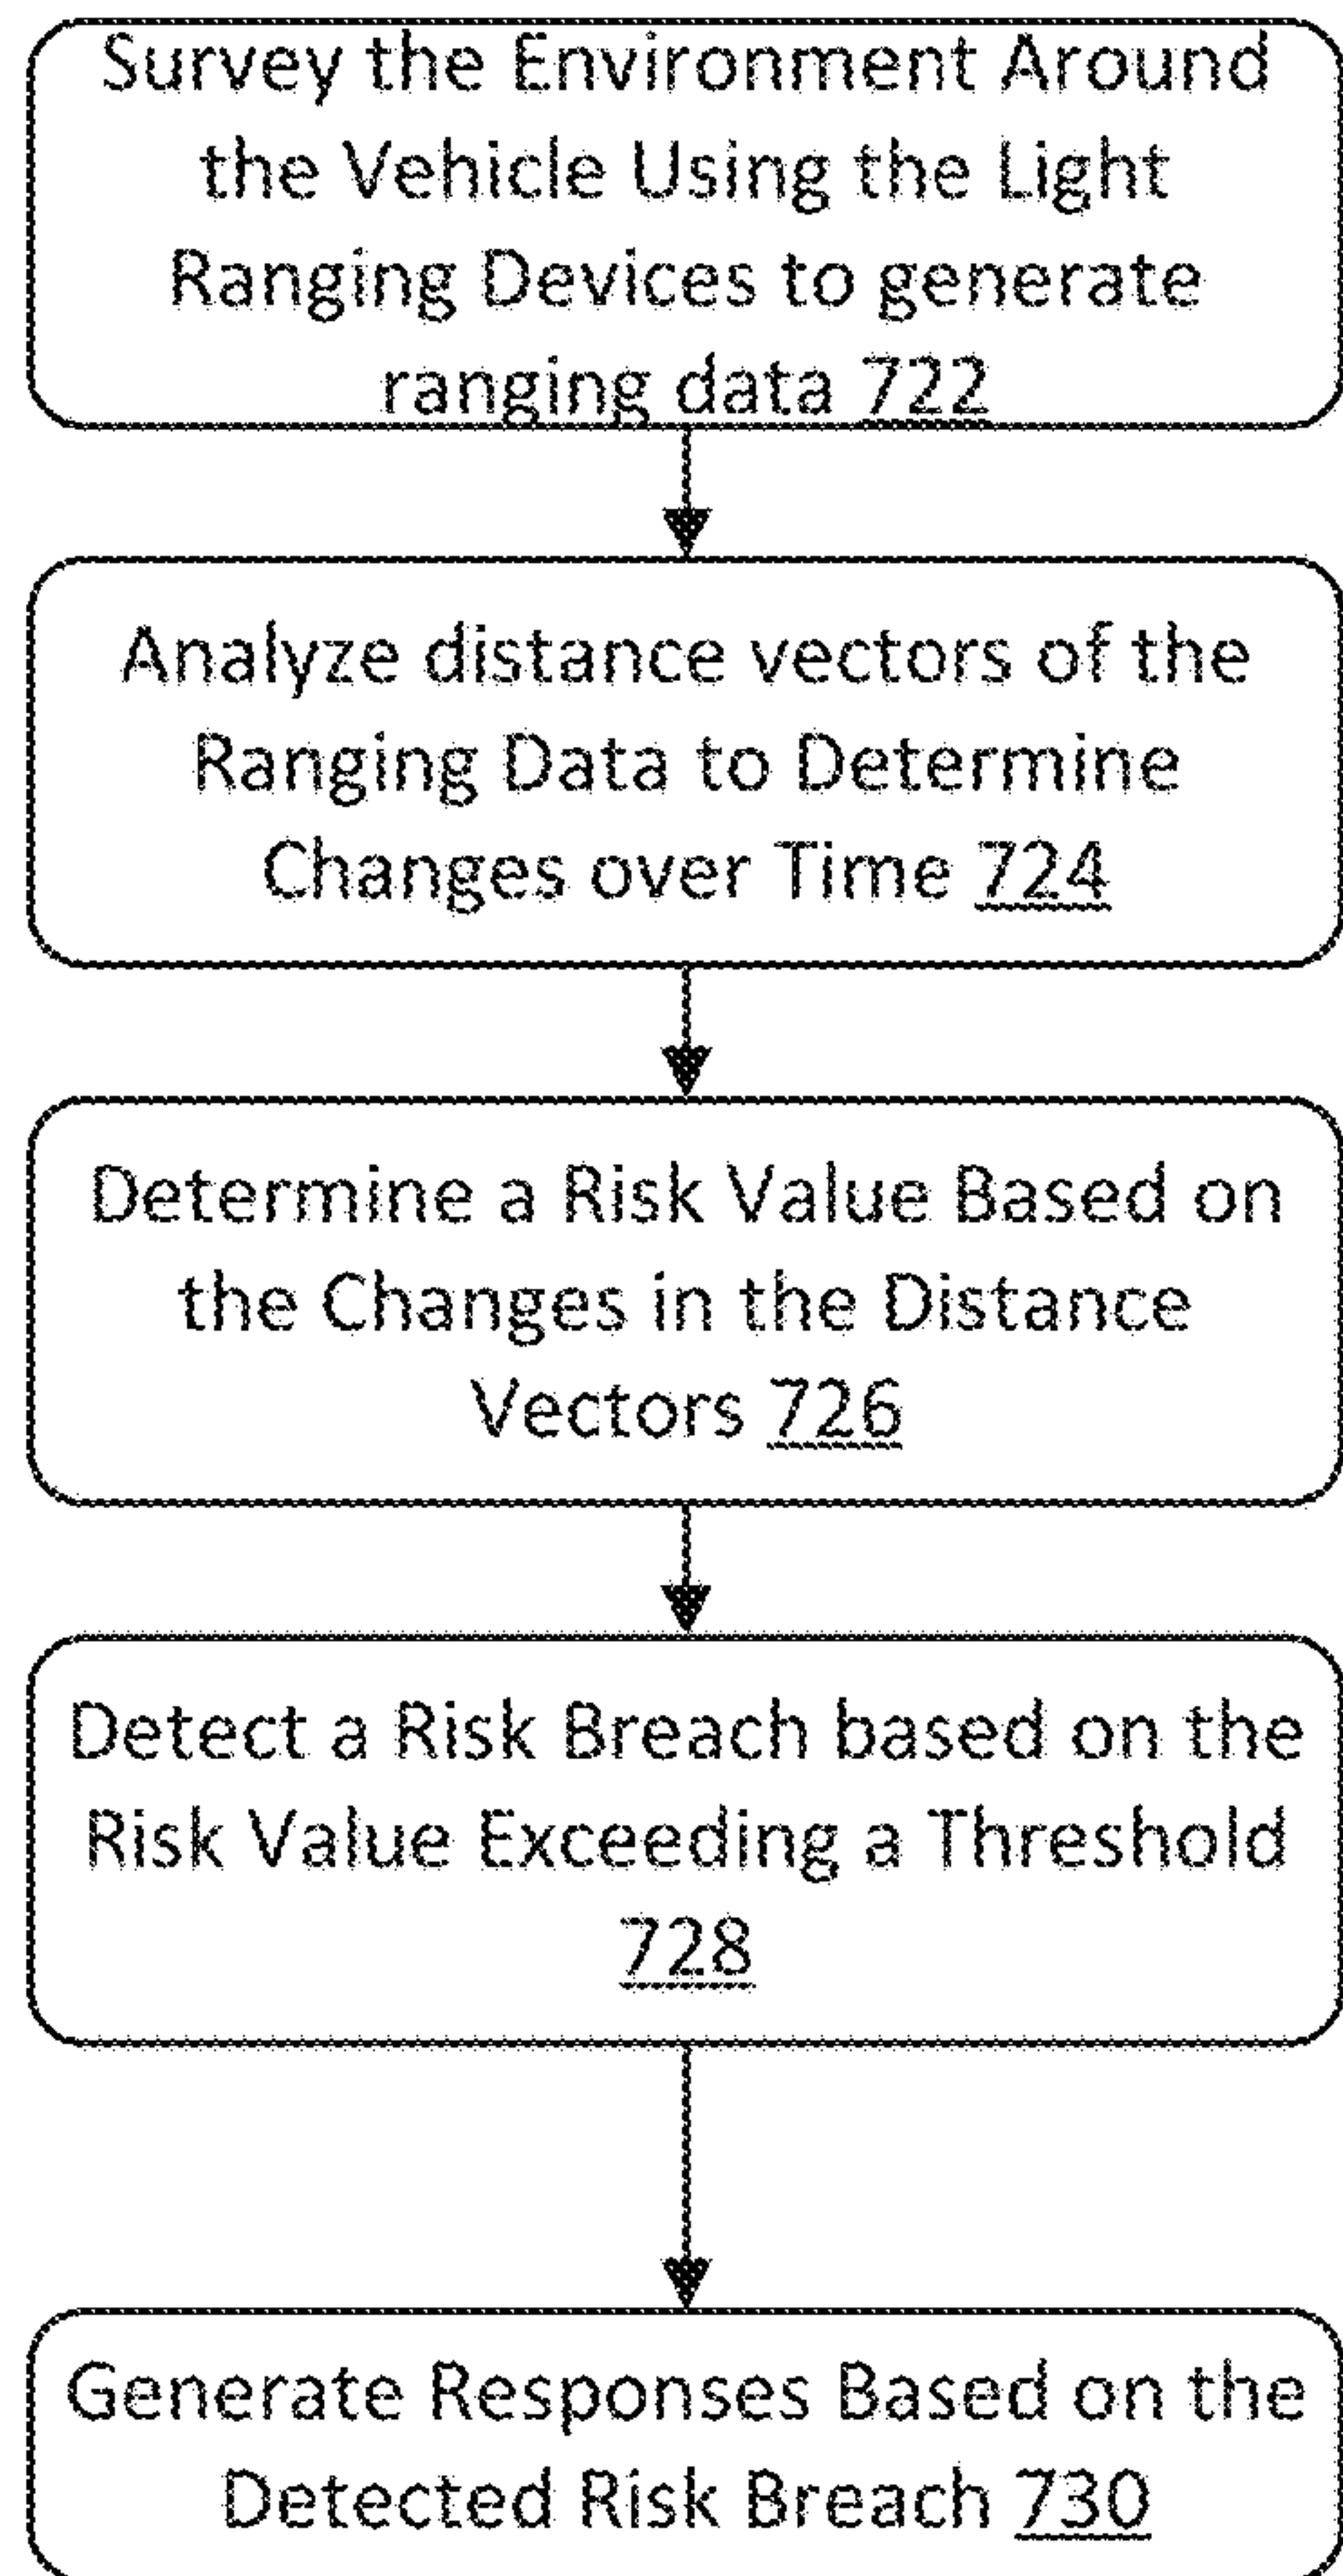 Survey the Environment Around
the Vehicle Using the Light
Ranging Devices to generate
ranging data 722
Analyze distance vectors of the
Ranging Data to Determine
Changes over Time 724
Determine a Risk Value Based on
the Changes in the Distance
Vectors 726
Detect a Risk Breach based on the
Risk Value Exceeding a Threshold
728
Generate Responses Based on the
Detected Risk Breach 730